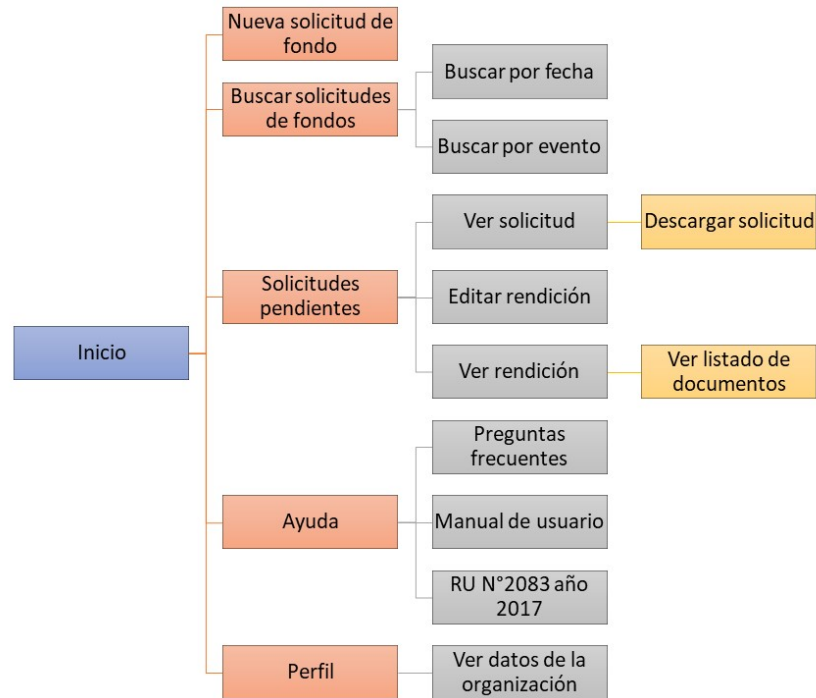 Nueva solicitud de
fondo
Buscar solicitudes
de fondos
Buscar por fecha
Buscar por evento
Solicitudes
pendientes
Ver solicitud
Descargar solicitud
Editar rendición
Ver rendición
Ver listado de
documentos
Inicio
Ayuda
Preguntas
frecuentes
Manual de usuario
RU N°2083 año
2017
Perfil
Ver datos de la
organización